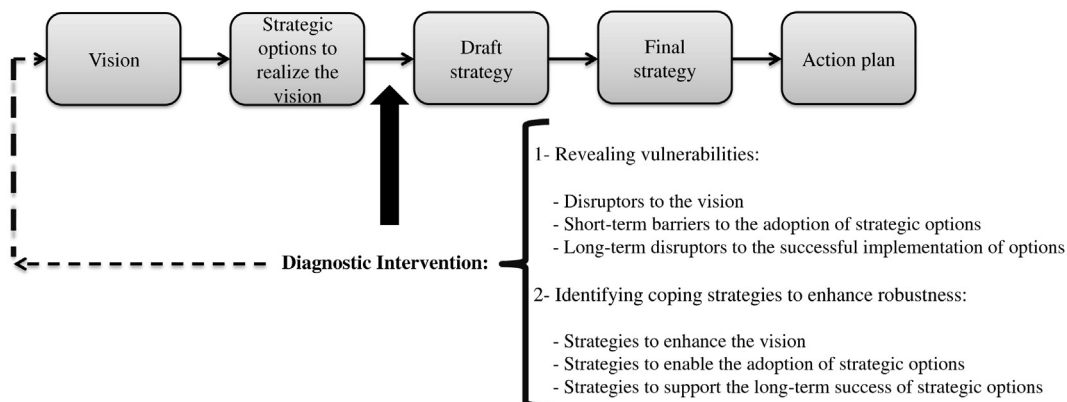 Vision
Strategic
options to
realize the
vision
Draft
strategy
Final
strategy
Action plan
Diagnostic Intervention:
1- Revealing vulnerabilities:
- Disruptors to the vision
- Short-term barriers to the adoption of strategic options
- Long-term disruptors to the successful implementation of options
2- Identifying coping strategies to enhance robustness:
- Strategies to enhance the vision
- Strategies to enable the adoption of strategic options
- Strategies to support the long-term success of strategic options